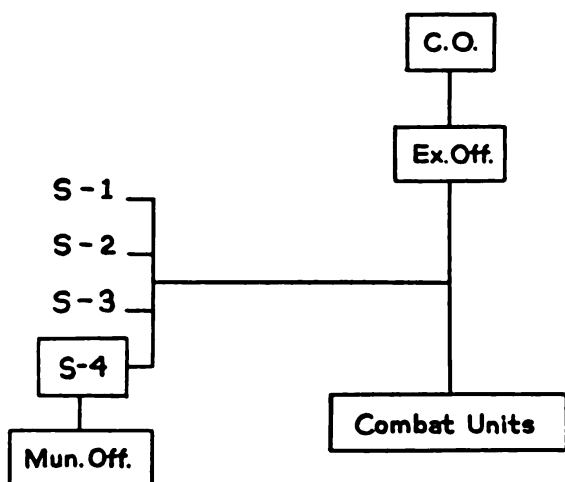 C.O.
Ex. Off.
S-1
S-2
S-3
S-4
Combat Units
Mun. Off.